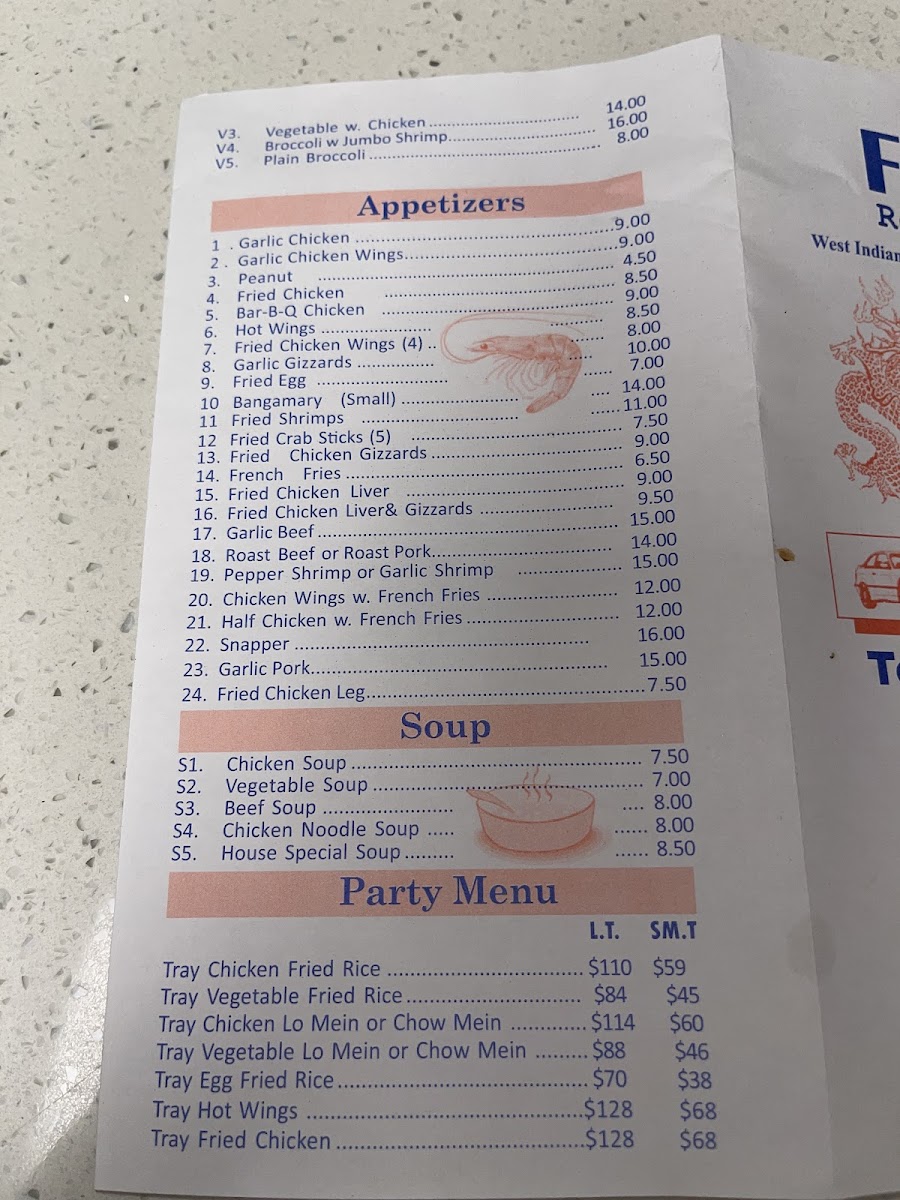 V3. Vegetable w. Chicken ................................ 14.00
V4. Broccoli w Jumbo Shrimp............................... 16.00
V5. Plain Broccoli ................................................ 8.00
Appetizers
1 . Garlic Chicken ......................................................9.00
2 . Garlic Chicken Wings............................................9.00
3. Peanut ........................................................... 4.50
4. Fried Chicken ............................................... 8.50
5. Bar-B-Q Chicken ............................................... 9.00
6. Hot Wings ...................... ........... 8.50
7. Fried Chicken Wings (4) .. ....... 8.00
8. Garlic Gizzards ............... ..... 10.00
9. Fried Egg .......................... ...... 7.00
10 Bangamary (Small) ........................ .... 14.00
11 Fried Shrimps ................................ ......11.00
12 Fried Crab Sticks (5) ........................................... 7.50
13. Fried Chicken Gizzards ...................................... 9.00
14. French Fries ........................................................ 6.50
15. Fried Chicken Liver ............................................ 9.00
16. Fried Chicken Liver& Gizzards ........................... 9.50
17. Garlic Beef ............................................................ 15.00
18. Roast Beef or Roast Pork.................................... 14.00
19. Pepper Shrimp or Garlic Shrimp ..................... 15.00
20. Chicken Wings w. French Fries ........................... 12.00
21. Half Chicken w. French Fries .............................. 12.00
22. Snapper ........................................................... 16.00
23. Garlic Pork........................................................... 15.00
24. Fried Chicken Leg....................................................7.50
Soup
S1. Chicken Soup ..................................................... 7.50
S2. Vegetable Soup ................................................. 7.00
S3. Beef Soup ........................ .... 8.00
S4. Chicken Noodle Soup ..... ...... 8.00
S5. House Special Soup ......... ...... 8.50
Party Menu
L.T. SM.T
Tray Chicken Fried Rice ................................. $110 $59
Tray Vegetable Fried Rice............................. $84 $45
Tray Chicken Lo Mein or Chow Mein ............. $114 $60
Tray Vegetable Lo Mein or Chow Mein ......... $88 $46
Tray Egg Fried Rice......................................... $70 $38
Tray Hot Wings .............................................$128 $68
Tray Fried Chicken .........................................$128 $68
F
R
West Indian
T